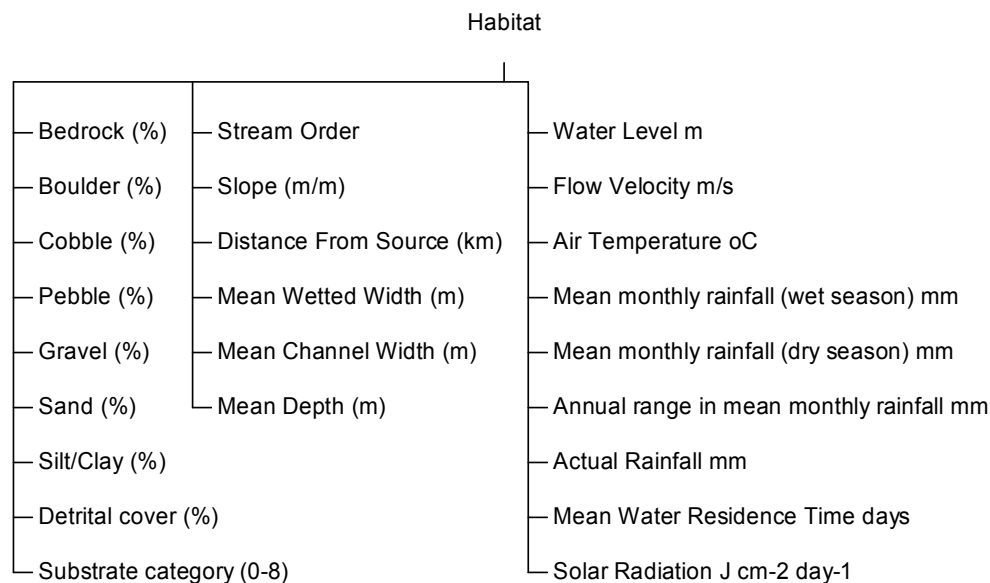 Habitat
Bedrock (%)
Boulder (%)
Cobble (%)
Pebble (%)
Gravel (%)
Sand (%)
Silt/Clay (%)
Detrital cover (%)
Substrate category (0-8)
Stream Order
Slope (m/m)
Distance From Source (km)
Mean Wetted Width (m)
Mean Channel Width (m)
Mean Depth (m)
Water Level m
Flow Velocity m/s
Air Temperature oC
Mean monthly rainfall (wet season) mm
Mean monthly rainfall (dry season) mm
Annual range in mean monthly rainfall mm
Actual Rainfall mm
Mean Water Residence Time days
Solar Radiation J cm-2 day-1